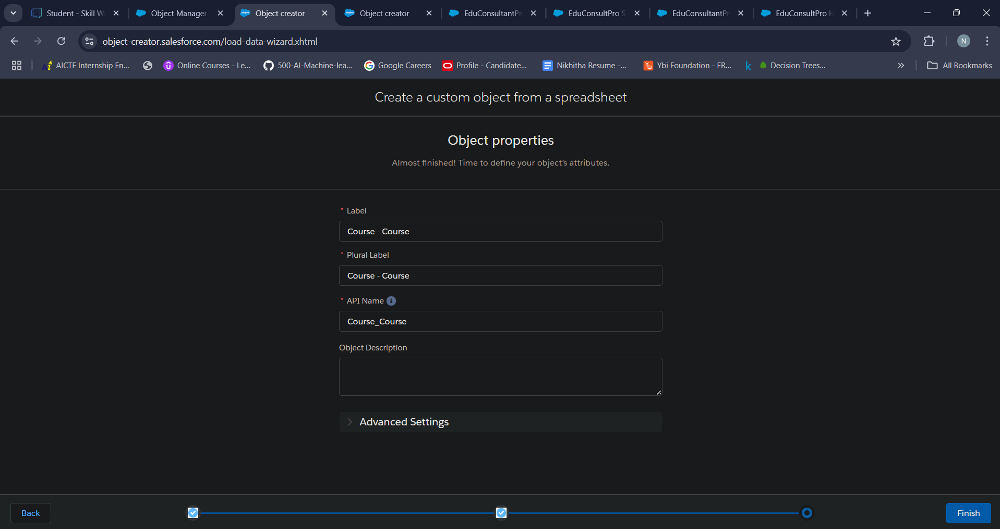 Student - Skill W
Object Manager
Object creator
Object creator
EduConsultantPr
EduConsultPro S
EduConsultantPr
EduConsultPro H
object-creator.salesforce.com/load-data-wizard.xhtml
N
AICTE Internship En...
Online Courses - Le...
500-AI-Machine-lea...
Google Careers
Profile - Candidate...
Nikhitha Resume -...
Ybi Foundation - FR...
k
Decision Trees...
All Bookmarks
Create a custom object from a spreadsheet
Object properties
Almost finished! Time to define your object's attributes.
* Label
Course - Course
* Plural Label
Course - Course
* API Name
Course_Course
Object Description
Advanced Settings
Back
Finish